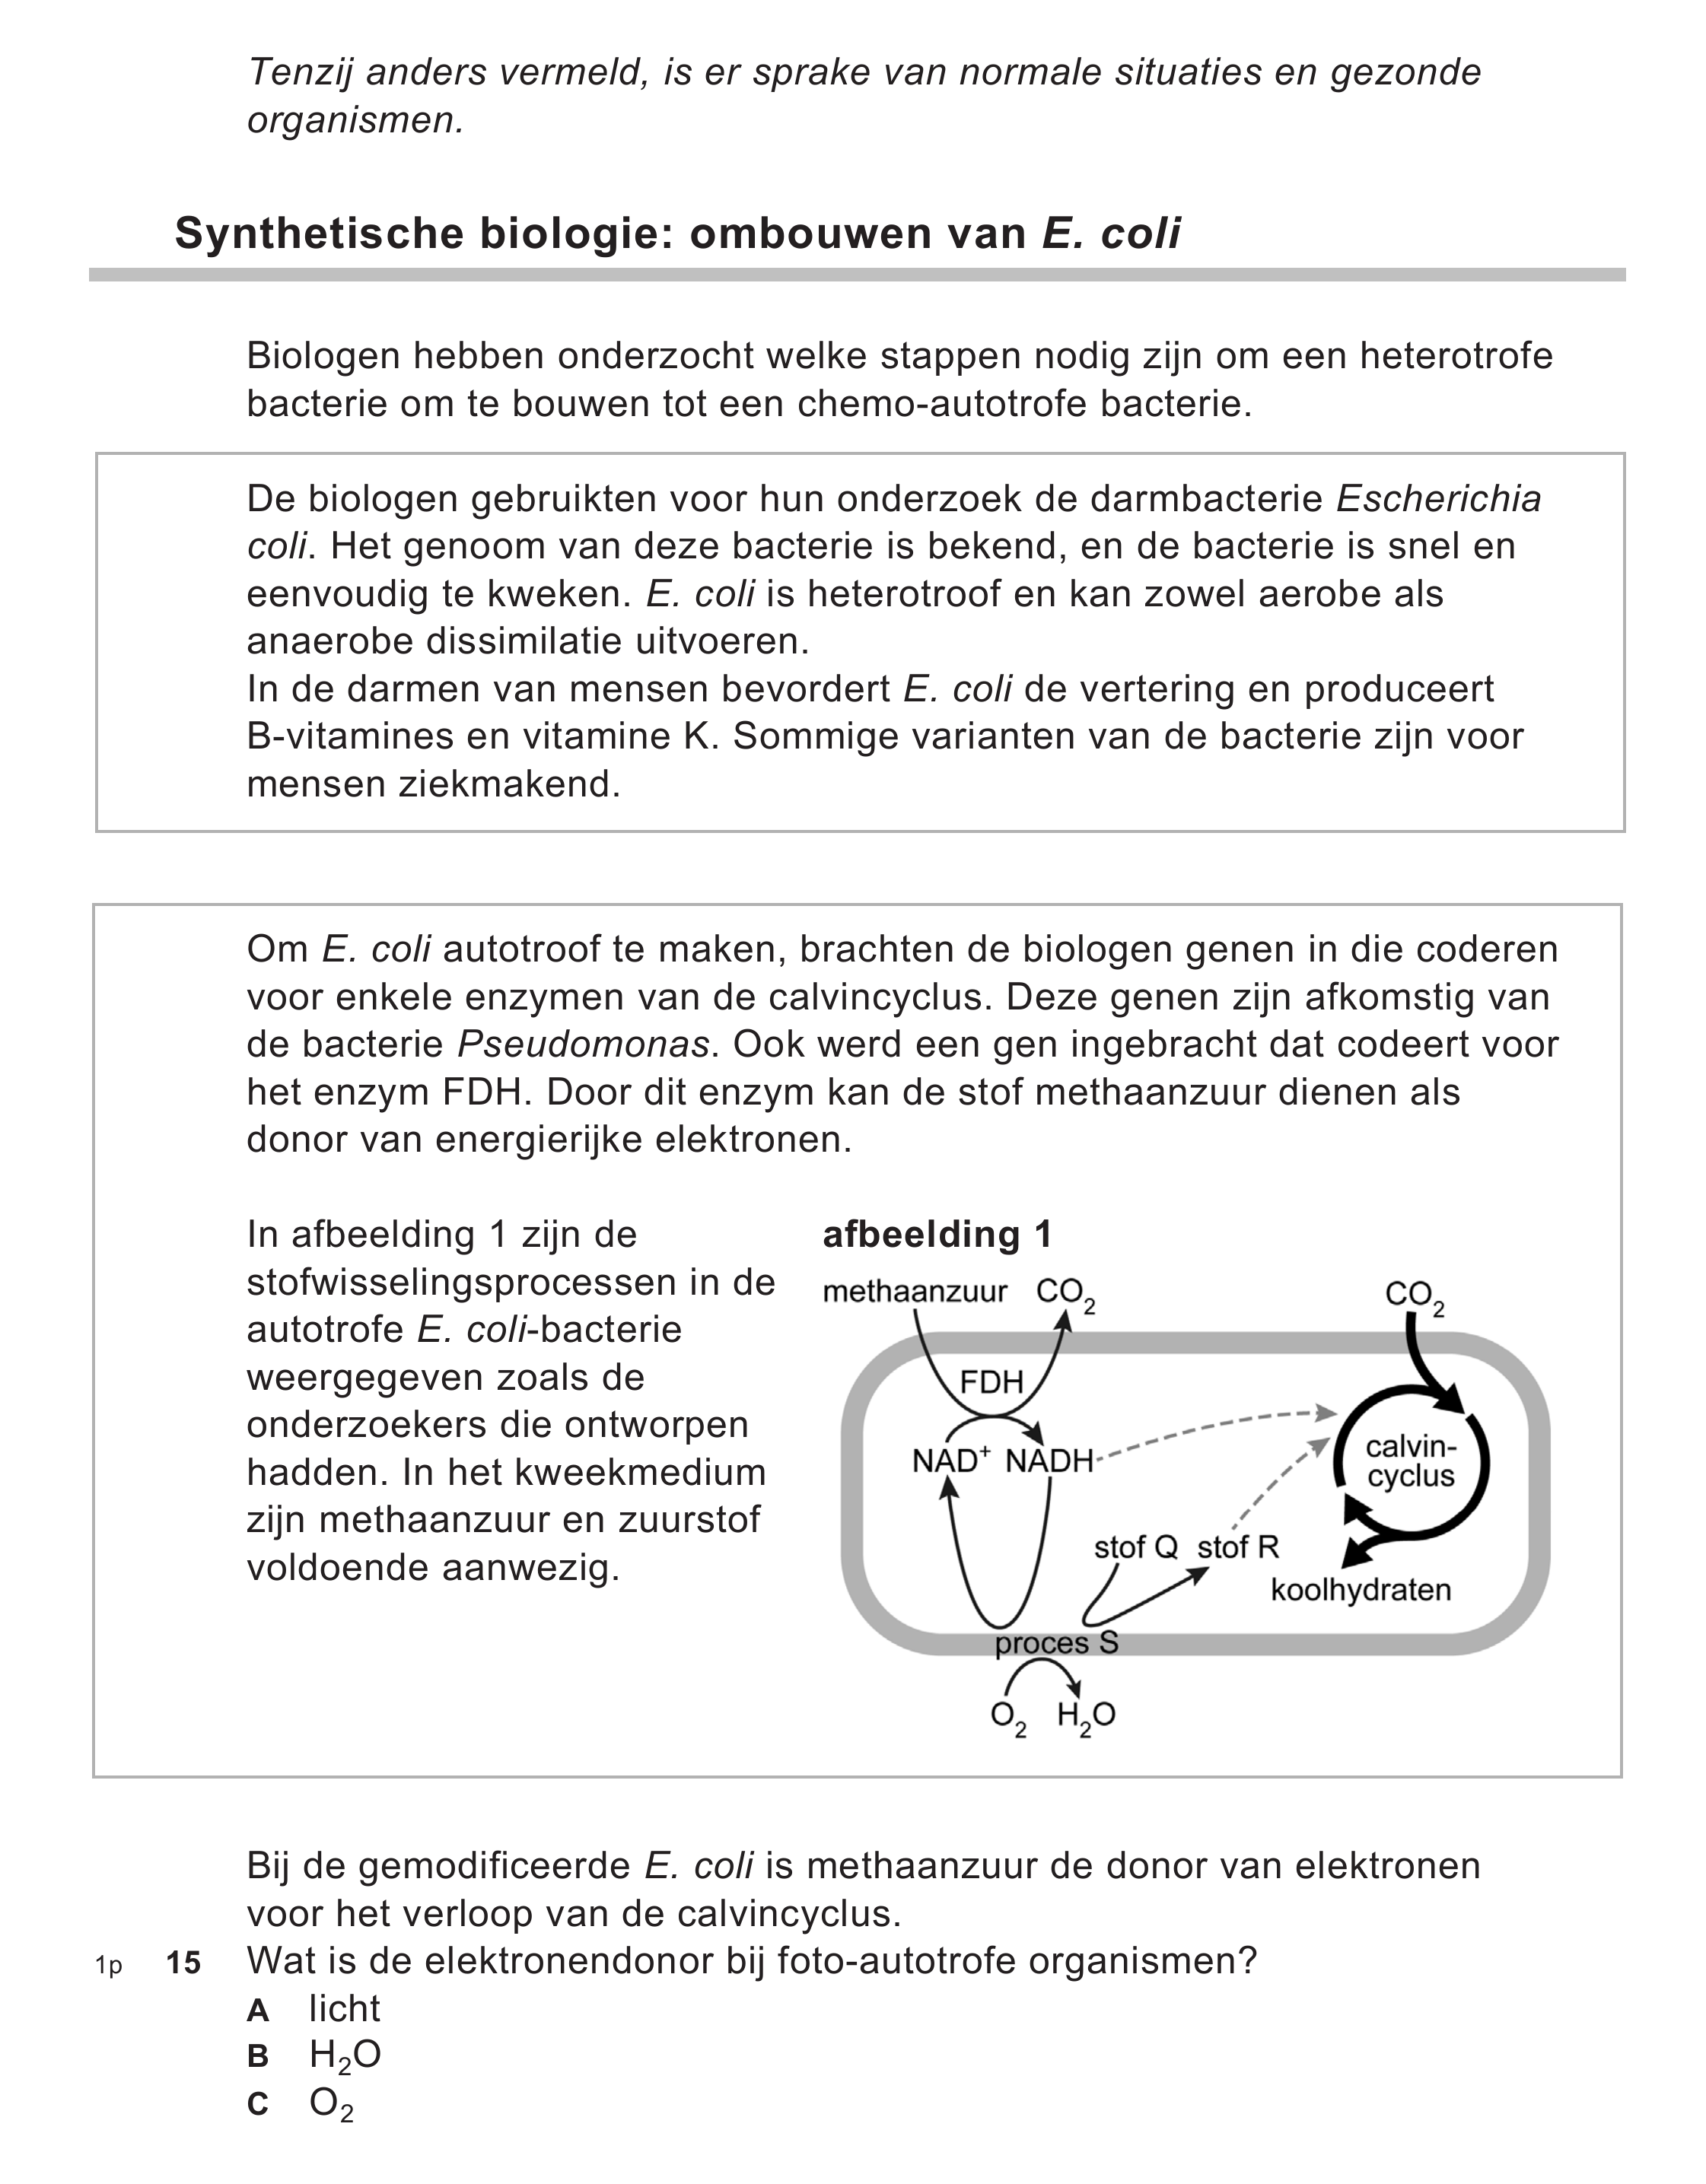 Tenzij anders vermeld, is er sprake van normale situaties en gezonde
organismen.
Synthetische biologie: ombouwen van E. coli
Biologen hebben onderzocht welke stappen nodig zijn om een heterotrofe
bacterie om te bouwen tot een chemo-autotrofe bacterie.
De biologen gebruikten voor hun onderzoek de darmbacterie Escherichia
coli. Het genoom van deze bacterie is bekend, en de bacterie is snel en
eenvoudig te kweken. E. coli is heterotroof en kan zowel aerobe als
anaerobe dissimilatie uitvoeren.
In de darmen van mensen bevordert E. coli de vertering en produceert
B-vitamines en vitamine K. Sommige varianten van de bacterie zijn voor
mensen ziekmakend.
Om E. coli autotroof te maken, brachten de biologen genen in die coderen
voor enkele enzymen van de calvincyclus. Deze genen zijn afkomstig van
de bacterie Pseudomonas. Ook werd een gen ingebracht dat codeert voor
het enzym FDH. Door dit enzym kan de stof methaanzuur dienen als
donor van energierijke elektronen.
In afbeelding 1 zijn de
stofwisselingsprocessen in de
autotrofe E. coli-bacterie
weergegeven zoals de
onderzoekers die ontworpen
hadden. In het kweekmedium
zijn methaanzuur en zuurstof
voldoende aanwezig.
afbeelding 1
methaanzuur CO2
CO2
FDH
NAD+ NADH
calvin-
cyclus
stof Q stof R
koolhydraten
proces S
O2 H2O
Bij de gemodificeerde E. coli is methaanzuur de donor van elektronen
voor het verloop van de calvincyclus.
1p 15 Wat is de elektronendonor bij foto-autotrofe organismen?
A licht
B H2O
C O2